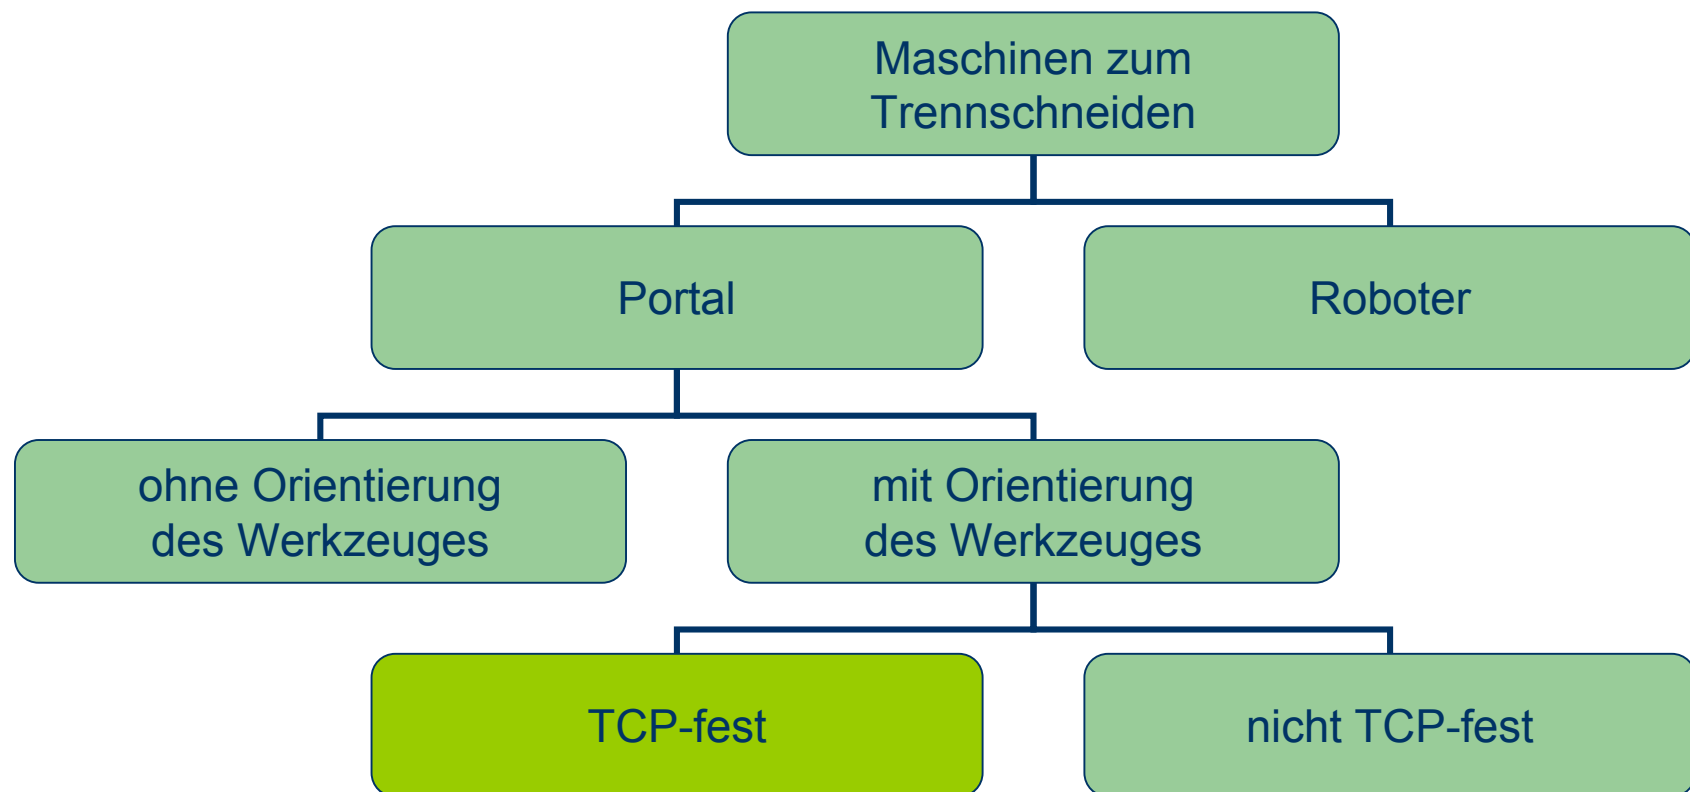 Maschinen zum
Trennschneiden
Portal
Roboter
ohne Orientierung
des Werkzeuges
mit Orientierung
des Werkzeuges
TCP-fest
nicht TCP-fest